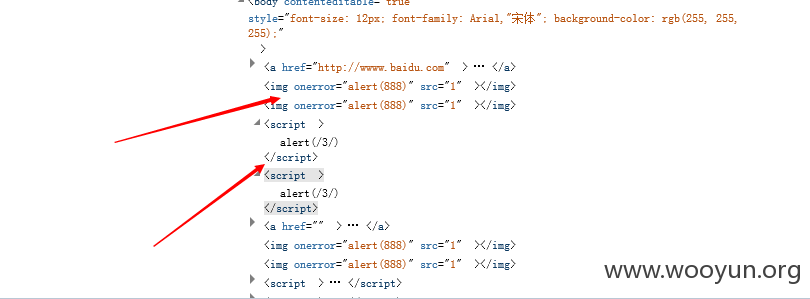 <body contenteditable="true"
style="font-size: 12px; font-family: Arial,"宋体"; background-color: rgb(255, 255,
255);"
>
<a href="http://wwww.baidu.com" > … </a>
<img onerror="alert(888)" src="1" ></img>
<img onerror="alert(888)" src="1" ></img>
<script >
alert(/3/)
</script>
<script >
alert(/3/)
</script>
<a href="" > … </a>
<img onerror="alert(888)" src="1" ></img>
<img onerror="alert(888)" src="1" ></img>
<script > … </script>
www.wooyun.org